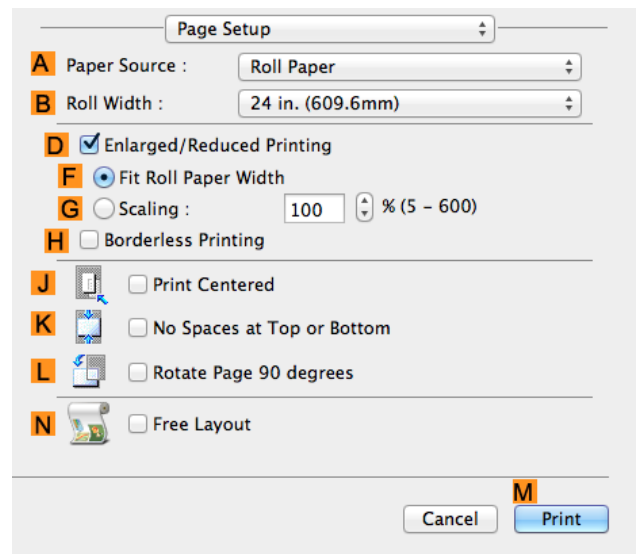 Page Setup
A Paper Source : Roll Paper
B Roll Width : 24 in. (609.6mm)
D Enlarged/Reduced Printing
F Fit Roll Paper Width
G Scaling : 100 % (5 – 600)
H Borderless Printing
J Print Centered
K No Spaces at Top or Bottom
L Rotate Page 90 degrees
N Free Layout
M
Cancel Print